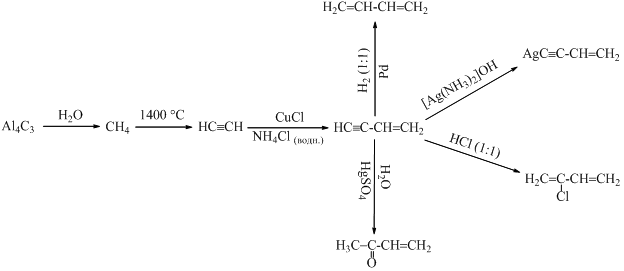 H₂C=CH-CH=CH₂
H₂ (1:1)
Pd
AgC≡C-CH=CH₂
[Ag(NH₃)₂]OH
Al₄C₃
H₂O
CH₄
1400 °C
HC≡CH
CuCl
NH₄Cl (водн.)
HC≡C-CH=CH₂
HCl (1:1)
H₂C=C-CH=CH₂
Cl
H₂O
HgSO₄
H₃C-C-CH=CH₂
O